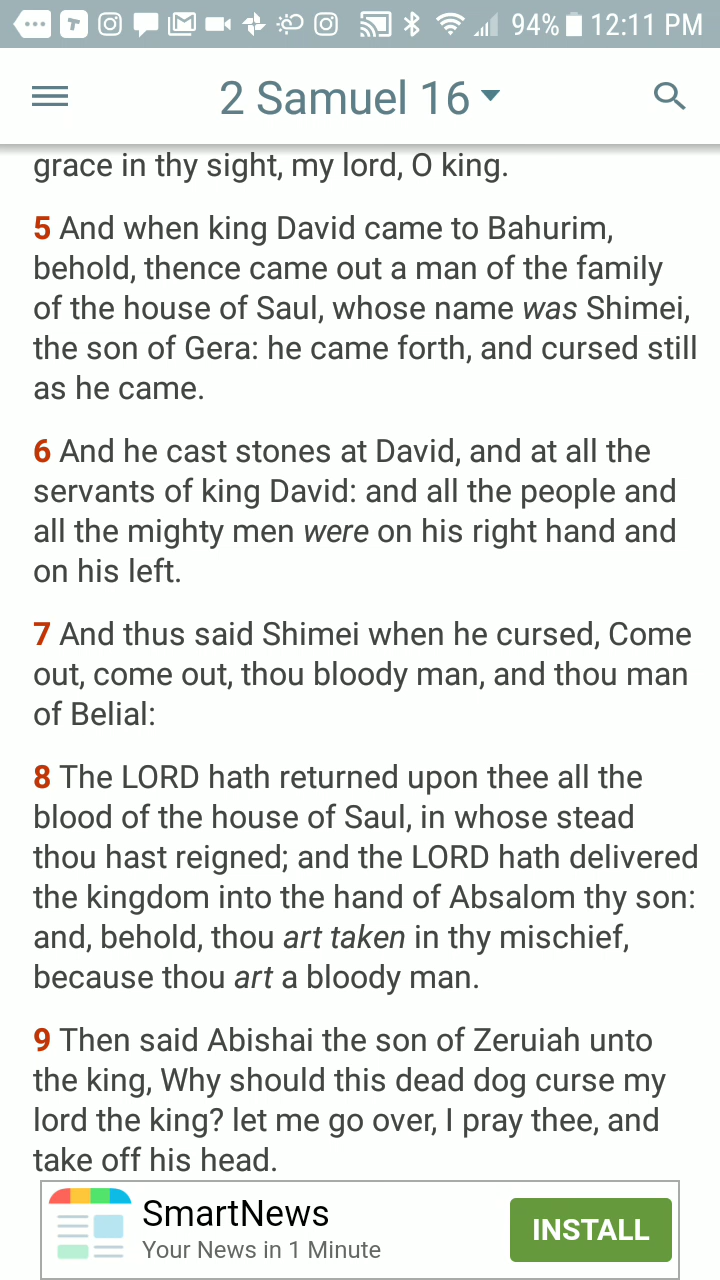 94% 12:11 PM
2 Samuel 16
grace in thy sight, my lord, O king.
5 And when king David came to Bahurim,
behold, thence came out a man of the family
of the house of Saul, whose name was Shimei,
the son of Gera: he came forth, and cursed still
as he came.
6 And he cast stones at David, and at all the
servants of king David: and all the people and
all the mighty men were on his right hand and
on his left.
7 And thus said Shimei when he cursed, Come
out, come out, thou bloody man, and thou man
of Belial:
8 The LORD hath returned upon thee all the
blood of the house of Saul, in whose stead
thou hast reigned; and the LORD hath delivered
the kingdom into the hand of Absalom thy son:
and, behold, thou art taken in thy mischief,
because thou art a bloody man.
9 Then said Abishai the son of Zeruiah unto
the king, Why should this dead dog curse my
lord the king? let me go over, I pray thee, and
take off his head.
SmartNews
Your News in 1 Minute
INSTALL